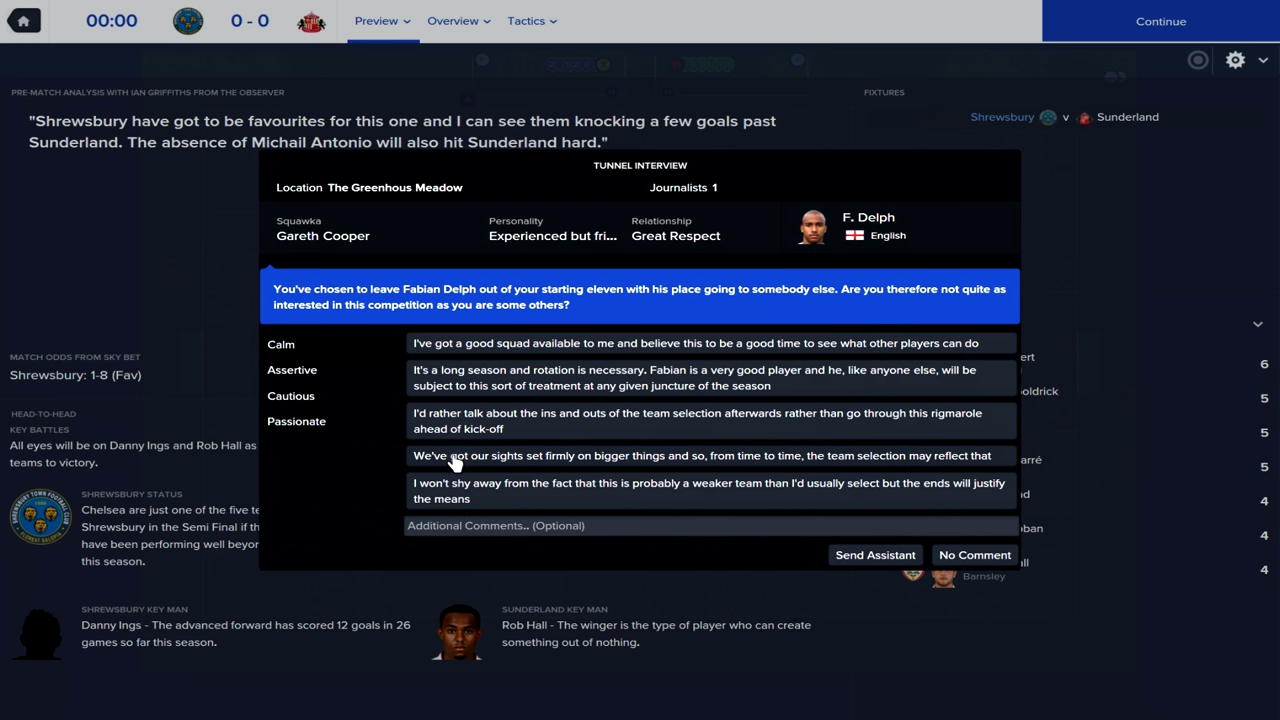 00:00
0 - 0
Preview
Overview
Tactics
Continue
PRE-MATCH ANALYSIS WITH IAN GRIFFITHS FROM THE OBSERVER
FIXTURES
"Shrewsbury have got to be favourites for this one and I can see them knocking a few goals past
Sunderland. The absence of Michail Antonio will also hit Sunderland hard."
Shrewsbury v Sunderland
TUNNEL INTERVIEW
Location The Greenhous Meadow
Journalists 1
Squawka
Gareth Cooper
Personality
Experienced but fri...
Relationship
Great Respect
F. Delph
English
You've chosen to leave Fabian Delph out of your starting eleven with his place going to somebody else. Are you therefore not quite as
interested in this competition as you are some others?
Calm
Assertive
Cautious
Passionate
I've got a good squad available to me and believe this to be a good time to see what other players can do
It's a long season and rotation is necessary. Fabian is a very good player and he, like anyone else, will be
subject to this sort of treatment at any given juncture of the season
I'd rather talk about the ins and outs of the team selection afterwards rather than go through this rigmarole
ahead of kick-off
We've got our sights set firmly on bigger things and so, from time to time, the team selection may reflect that
I won't shy away from the fact that this is probably a weaker team than I'd usually select but the ends will justify
the means
Additional Comments.. (Optional)
Send Assistant
No Comment
MATCH ODDS FROM SKY BET
Shrewsbury: 1-8 (Fav)
HEAD-TO-HEAD
KEY BATTLES
All eyes will be on Danny Ings and Rob Hall as
teams to victory.
SHREWSBURY STATUS
Chelsea are just one of the five te
Shrewsbury in the Semi Final if th
have been performing well beyor
this season.
ert
6
oldrick
5
5
arré
5
nd
4
oban
4
ll
4
Barnsley
SHREWSBURY KEY MAN
Danny Ings - The advanced forward has scored 12 goals in 26
games so far this season.
SUNDERLAND KEY MAN
Rob Hall - The winger is the type of player who can create
something out of nothing.